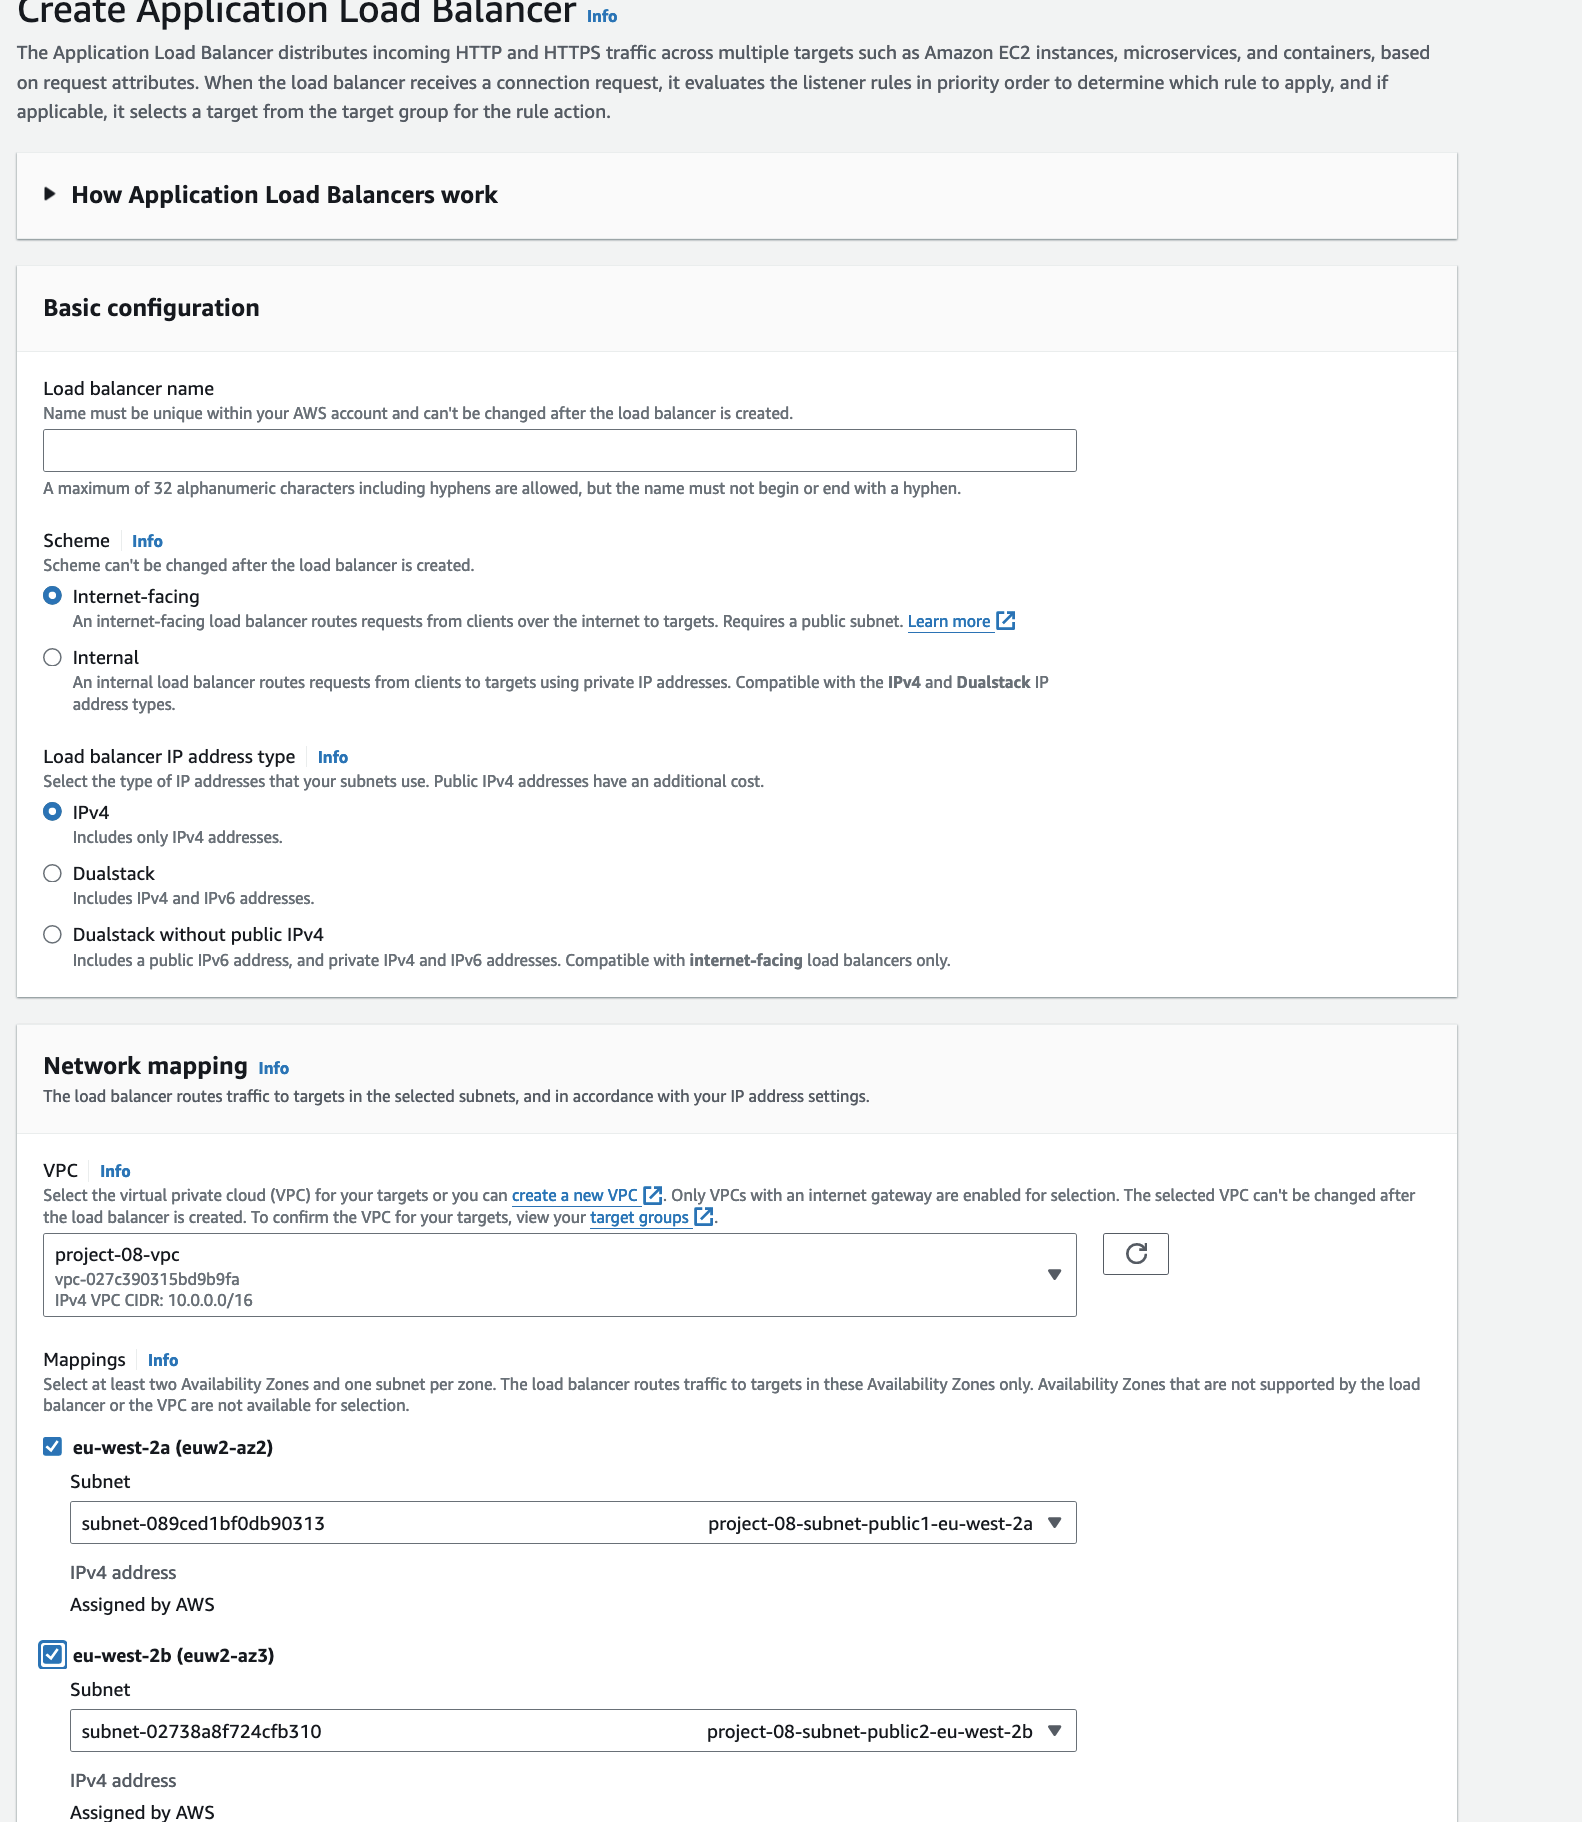 Create Application Load Balancer Info
The Application Load Balancer distributes incoming HTTP and HTTPS traffic across multiple targets such as Amazon EC2 instances, microservices, and containers, based
on request attributes. When the load balancer receives a connection request, it evaluates the listener rules in priority order to determine which rule to apply, and if
applicable, it selects a target from the target group for the rule action.
How Application Load Balancers work
Basic configuration
Load balancer name
Name must be unique within your AWS account and can't be changed after the load balancer is created.
A maximum of 32 alphanumeric characters including hyphens are allowed, but the name must not begin or end with a hyphen.
Scheme Info
Scheme can't be changed after the load balancer is created.
Internet-facing
An internet-facing load balancer routes requests from clients over the internet to targets. Requires a public subnet. Learn more
Internal
An internal load balancer routes requests from clients to targets using private IP addresses. Compatible with the IPv4 and Dualstack IP
address types.
Load balancer IP address type Info
Select the type of IP addresses that your subnets use. Public IPv4 addresses have an additional cost.
IPv4
Includes only IPv4 addresses.
Dualstack
Includes IPv4 and IPv6 addresses.
Dualstack without public IPv4
Includes a public IPv6 address, and private IPv4 and IPv6 addresses. Compatible with internet-facing load balancers only.
Network mapping Info
The load balancer routes traffic to targets in the selected subnets, and in accordance with your IP address settings.
VPC Info
Select the virtual private cloud (VPC) for your targets or you can create a new VPC. Only VPCs with an internet gateway are enabled for selection. The selected VPC can't be changed after
the load balancer is created. To confirm the VPC for your targets, view your target groups.
project-08-vpc
vpc-027c390315bd9b9fa
IPv4 VPC CIDR: 10.0.0.0/16
Mappings Info
Select at least two Availability Zones and one subnet per zone. The load balancer routes traffic to targets in these Availability Zones only. Availability Zones that are not supported by the load
balancer or the VPC are not available for selection.
eu-west-2a (euw2-az2)
Subnet
subnet-089ced1bf0db90313 project-08-subnet-public1-eu-west-2a
IPv4 address
Assigned by AWS
eu-west-2b (euw2-az3)
Subnet
subnet-02738a8f724cfb310 project-08-subnet-public2-eu-west-2b
IPv4 address
Assigned by AWS